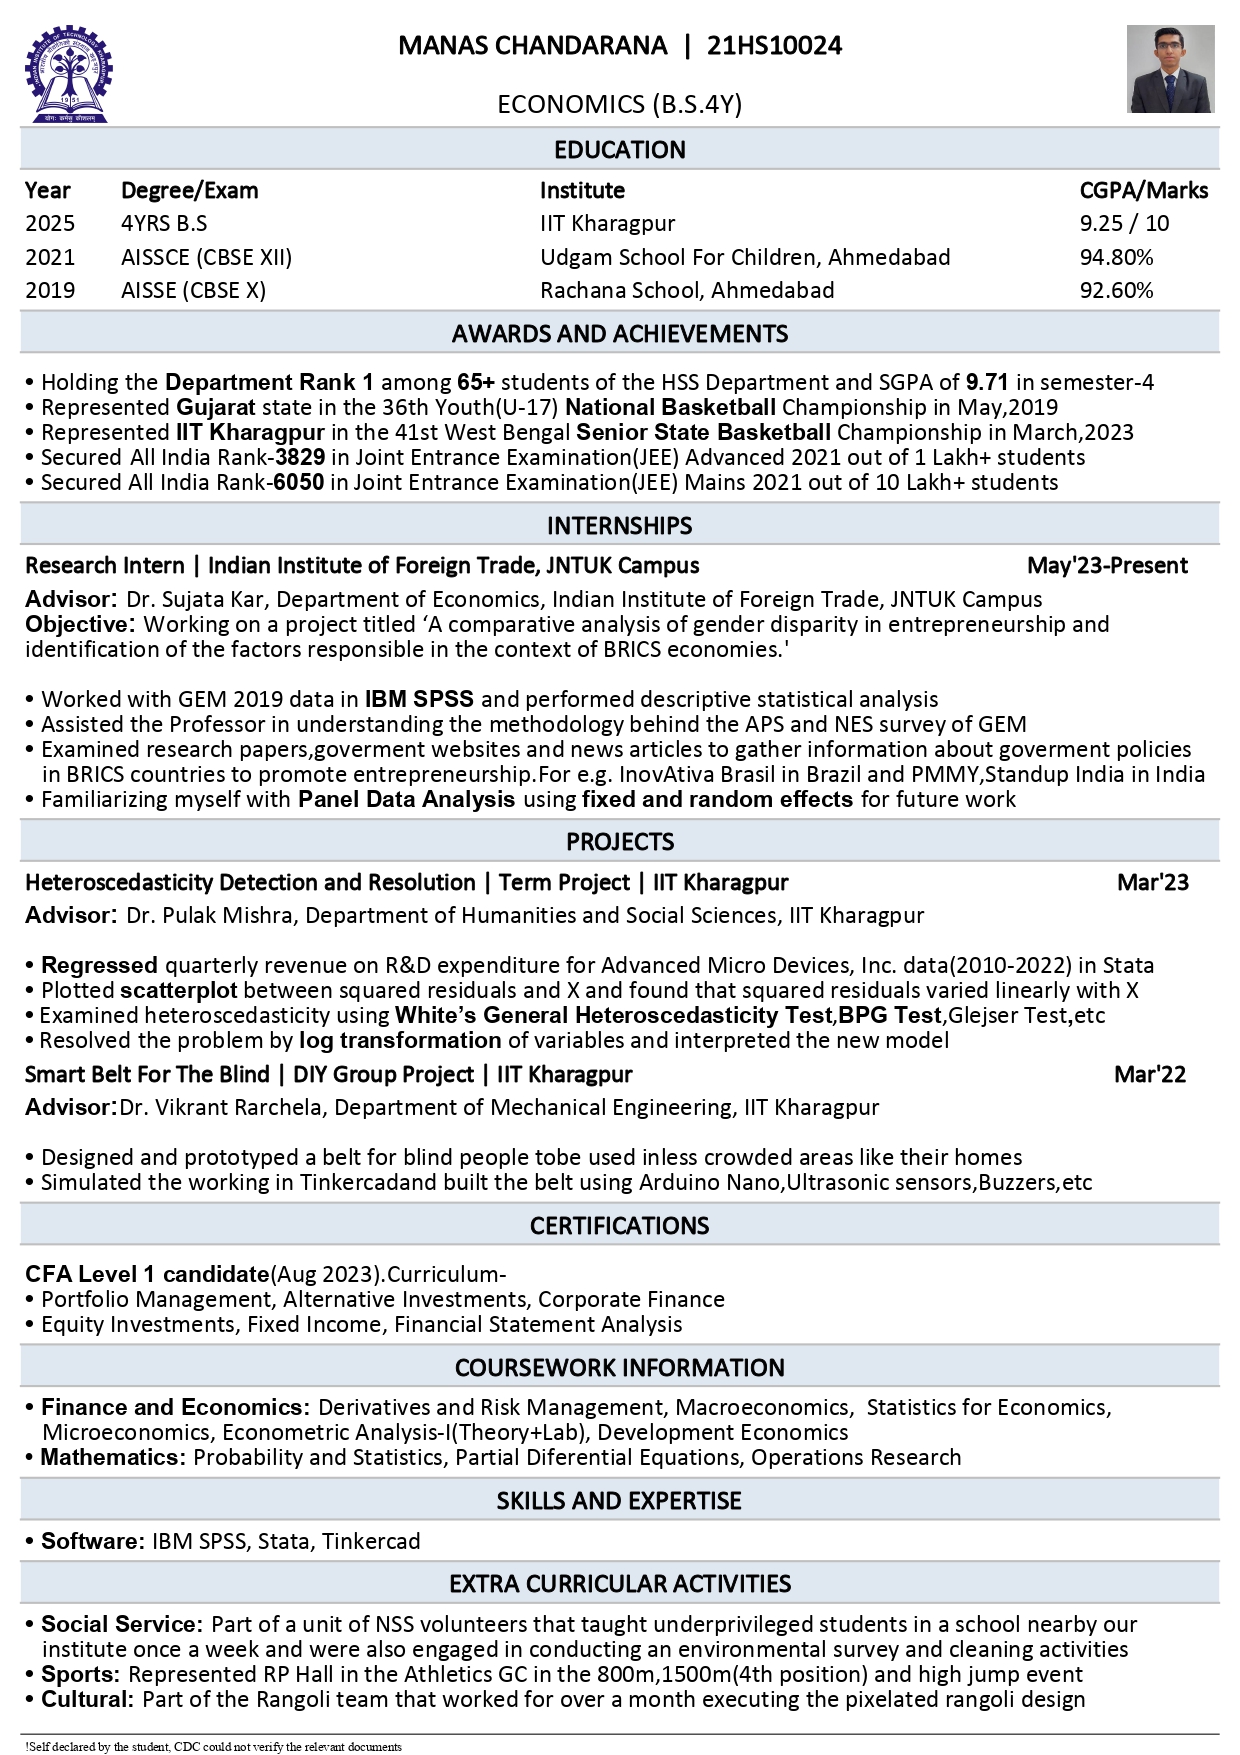 MANAS CHANDARANA | 21HS10024
ECONOMICS (B.S.4Y)
INDIAN INSTITUTE OF TECHNOLOGY KHARAGPUR
1951
योगः कर्मसु कौशलम्
EDUCATION
Year Degree/Exam Institute CGPA/Marks
2025 4YRS B.S IIT Kharagpur 9.25 / 10
2021 AISSCE (CBSE XII) Udgam School For Children, Ahmedabad 94.80%
2019 AISSE (CBSE X) Rachana School, Ahmedabad 92.60%
AWARDS AND ACHIEVEMENTS
• Holding the Department Rank 1 among 65+ students of the HSS Department and SGPA of 9.71 in semester-4
• Represented Gujarat state in the 36th Youth(U-17) National Basketball Championship in May,2019
• Represented IIT Kharagpur in the 41st West Bengal Senior State Basketball Championship in March,2023
• Secured All India Rank-3829 in Joint Entrance Examination(JEE) Advanced 2021 out of 1 Lakh+ students
• Secured All India Rank-6050 in Joint Entrance Examination(JEE) Mains 2021 out of 10 Lakh+ students
INTERNSHIPS
Research Intern | Indian Institute of Foreign Trade, JNTUK Campus May'23-Present
Advisor: Dr. Sujata Kar, Department of Economics, Indian Institute of Foreign Trade, JNTUK Campus
Objective: Working on a project titled ‘A comparative analysis of gender disparity in entrepreneurship and
identification of the factors responsible in the context of BRICS economies.'
• Worked with GEM 2019 data in IBM SPSS and performed descriptive statistical analysis
• Assisted the Professor in understanding the methodology behind the APS and NES survey of GEM
• Examined research papers,goverment websites and news articles to gather information about goverment policies
in BRICS countries to promote entrepreneurship.For e.g. InovAtiva Brasil in Brazil and PMMY,Standup India in India
• Familiarizing myself with Panel Data Analysis using fixed and random effects for future work
PROJECTS
Heteroscedasticity Detection and Resolution | Term Project | IIT Kharagpur Mar'23
Advisor: Dr. Pulak Mishra, Department of Humanities and Social Sciences, IIT Kharagpur
• Regressed quarterly revenue on R&D expenditure for Advanced Micro Devices, Inc. data(2010-2022) in Stata
• Plotted scatterplot between squared residuals and X and found that squared residuals varied linearly with X
• Examined heteroscedasticity using White’s General Heteroscedasticity Test,BPG Test,Glejser Test,etc
• Resolved the problem by log transformation of variables and interpreted the new model
Smart Belt For The Blind | DIY Group Project | IIT Kharagpur Mar'22
Advisor:Dr. Vikrant Rarchela, Department of Mechanical Engineering, IIT Kharagpur
• Designed and prototyped a belt for blind people tobe used inless crowded areas like their homes
• Simulated the working in Tinkercadand built the belt using Arduino Nano,Ultrasonic sensors,Buzzers,etc
CERTIFICATIONS
CFA Level 1 candidate(Aug 2023).Curriculum-
• Portfolio Management, Alternative Investments, Corporate Finance
• Equity Investments, Fixed Income, Financial Statement Analysis
COURSEWORK INFORMATION
• Finance and Economics: Derivatives and Risk Management, Macroeconomics, Statistics for Economics,
Microeconomics, Econometric Analysis-I(Theory+Lab), Development Economics
• Mathematics: Probability and Statistics, Partial Diferential Equations, Operations Research
SKILLS AND EXPERTISE
• Software: IBM SPSS, Stata, Tinkercad
EXTRA CURRICULAR ACTIVITIES
• Social Service: Part of a unit of NSS volunteers that taught underprivileged students in a school nearby our
institute once a week and were also engaged in conducting an environmental survey and cleaning activities
• Sports: Represented RP Hall in the Athletics GC in the 800m,1500m(4th position) and high jump event
• Cultural: Part of the Rangoli team that worked for over a month executing the pixelated rangoli design
!Self declared by the student, CDC could not verify the relevant documents